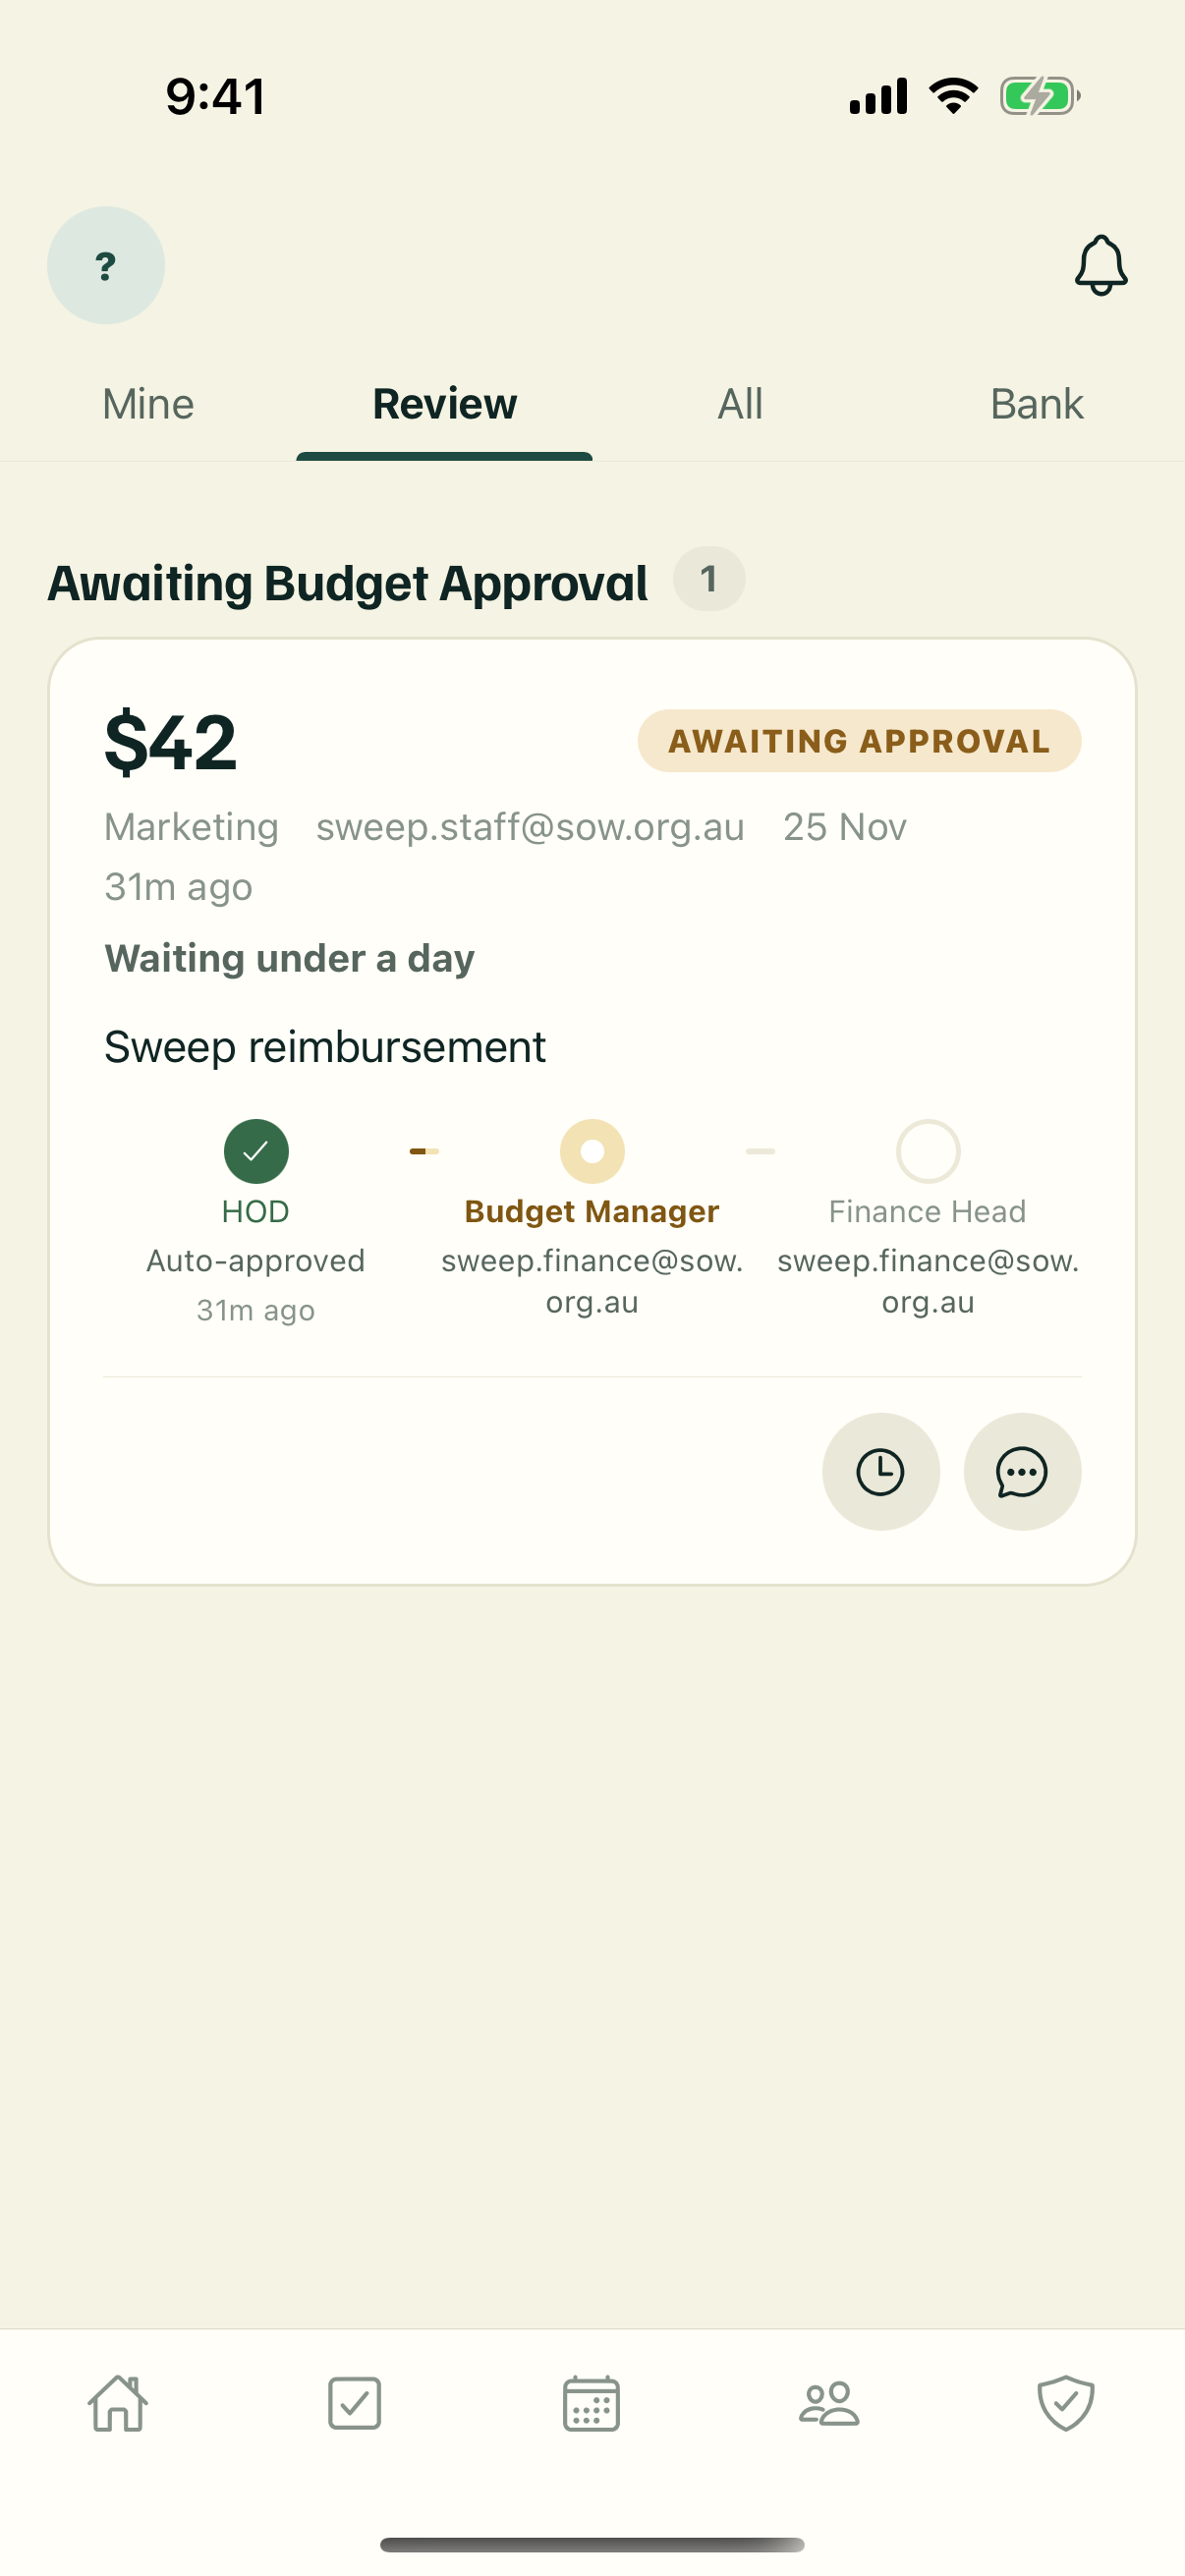 9:41
?
Mine Review All Bank
Awaiting Budget Approval 1
$42 AWAITING APPROVAL
Marketing sweep.staff@sow.org.au 25 Nov
31m ago
Waiting under a day
Sweep reimbursement
HOD Budget Manager Finance Head
Auto-approved sweep.finance@sow. sweep.finance@sow.
31m ago org.au org.au